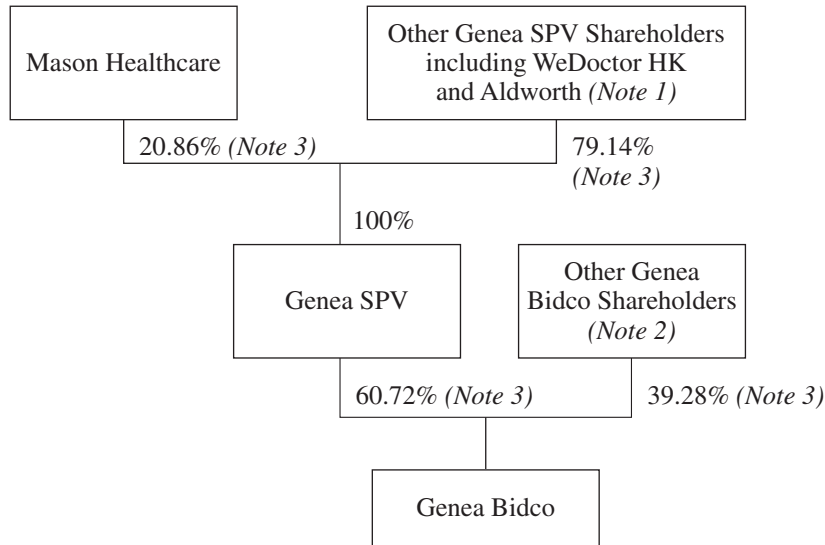 Mason Healthcare
Other Genea SPV Shareholders
including WeDoctor HK
and Aldworth (Note 1)
20.86% (Note 3)
79.14%
(Note 3)
100%
Genea SPV
Other Genea
Bidco Shareholders
(Note 2)
60.72% (Note 3)
39.28% (Note 3)
Genea Bidco